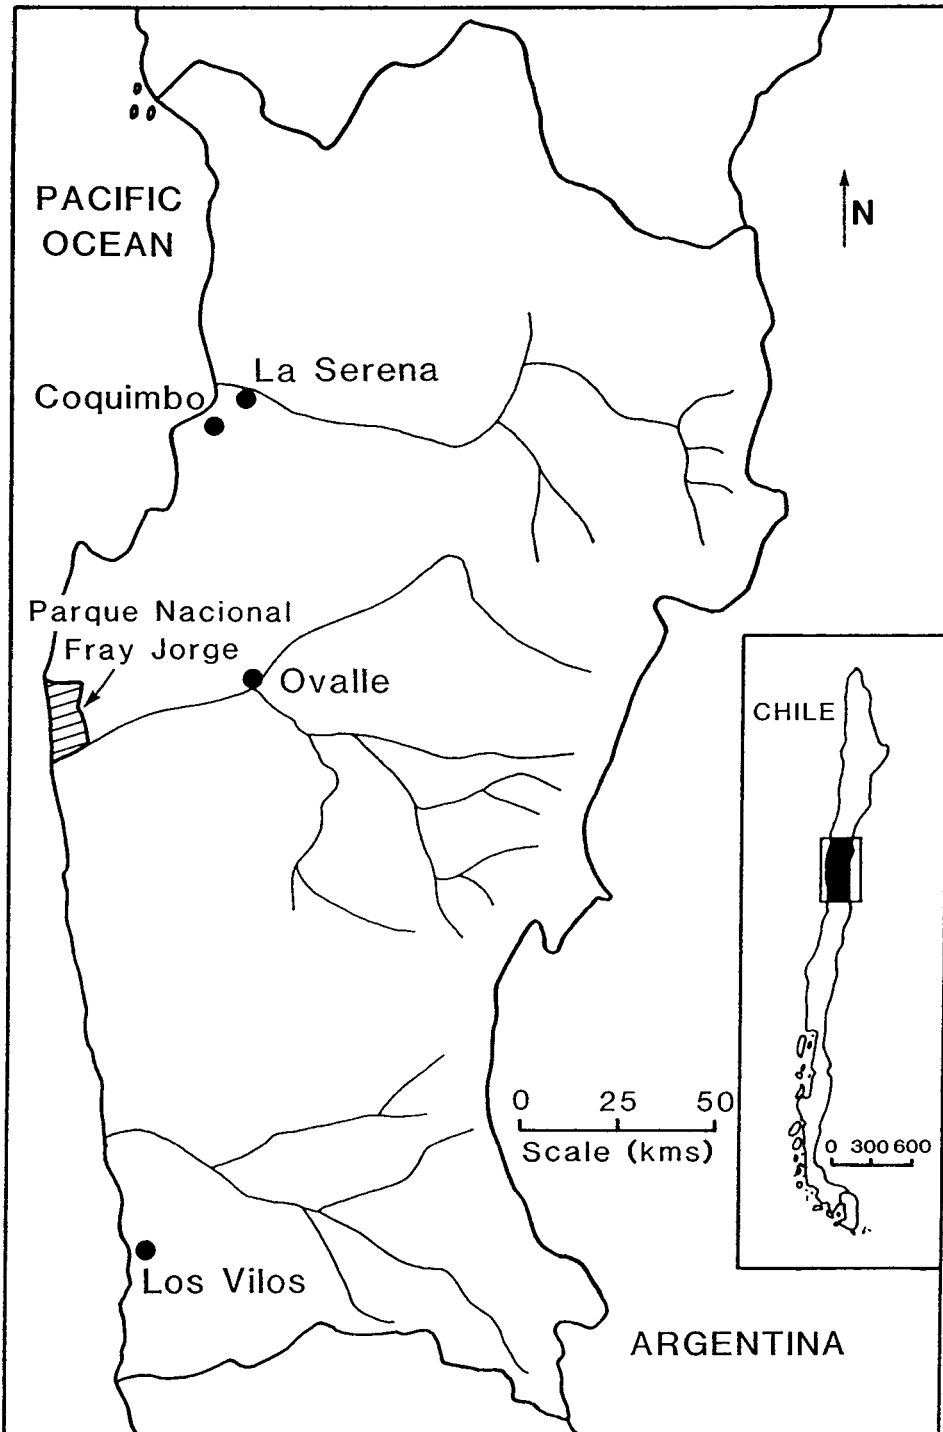 PACIFIC
OCEAN
N
La Serena
Coquimbo
Parque Nacional
Fray Jorge
Ovalle
CHILE
0 25 50
Scale (kms)
0 300 600
Los Vilos
ARGENTINA